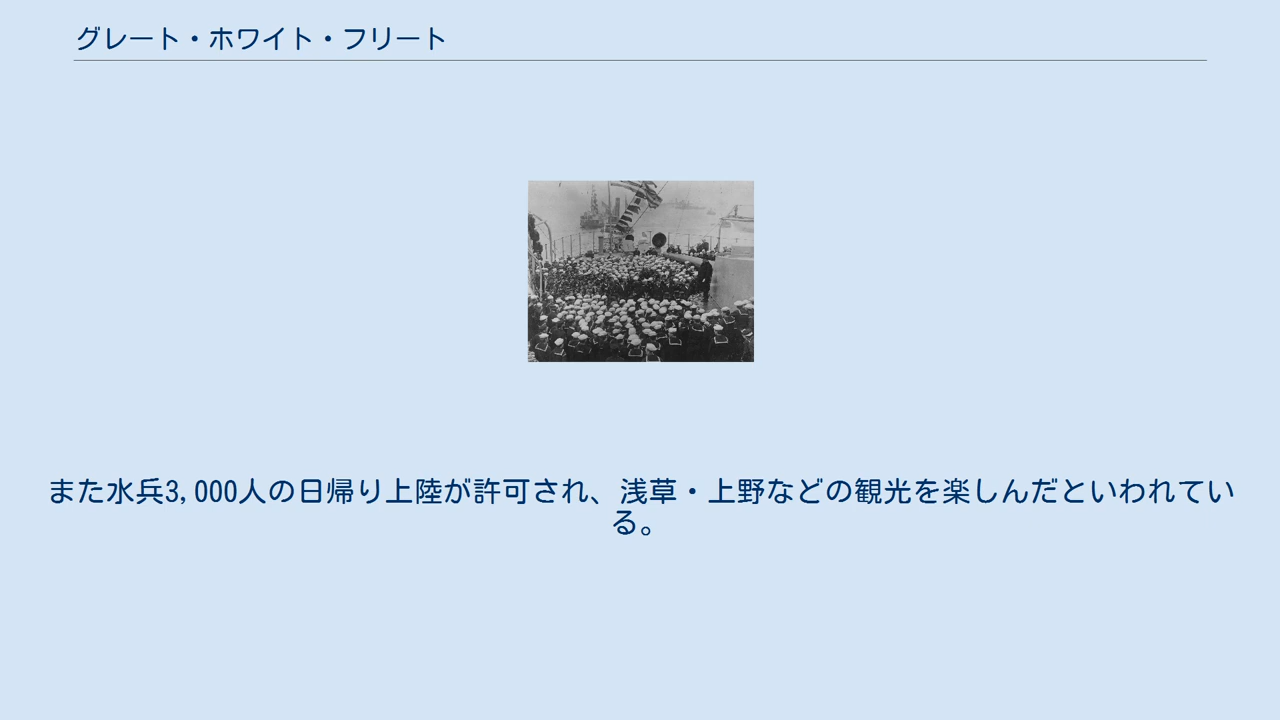 グレート・ホワイト・フリート
また水兵3,000人の日帰り上陸が許可され、浅草・上野などの観光を楽しんだといわれてい
る。